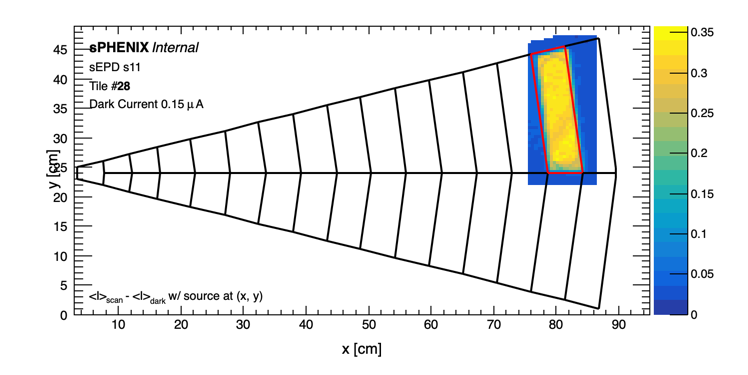 sPHENIX Internal
sEPD s11
Tile #28
Dark Current 0.15 μA
<I>scan - <I>dark w/ source at (x, y)
y [cm]
45
40
35
30
25
20
15
10
5
0
10 20 30 40 50 60 70 80 90
x [cm]
0.35
0.3
0.25
0.2
0.15
0.1
0.05
0